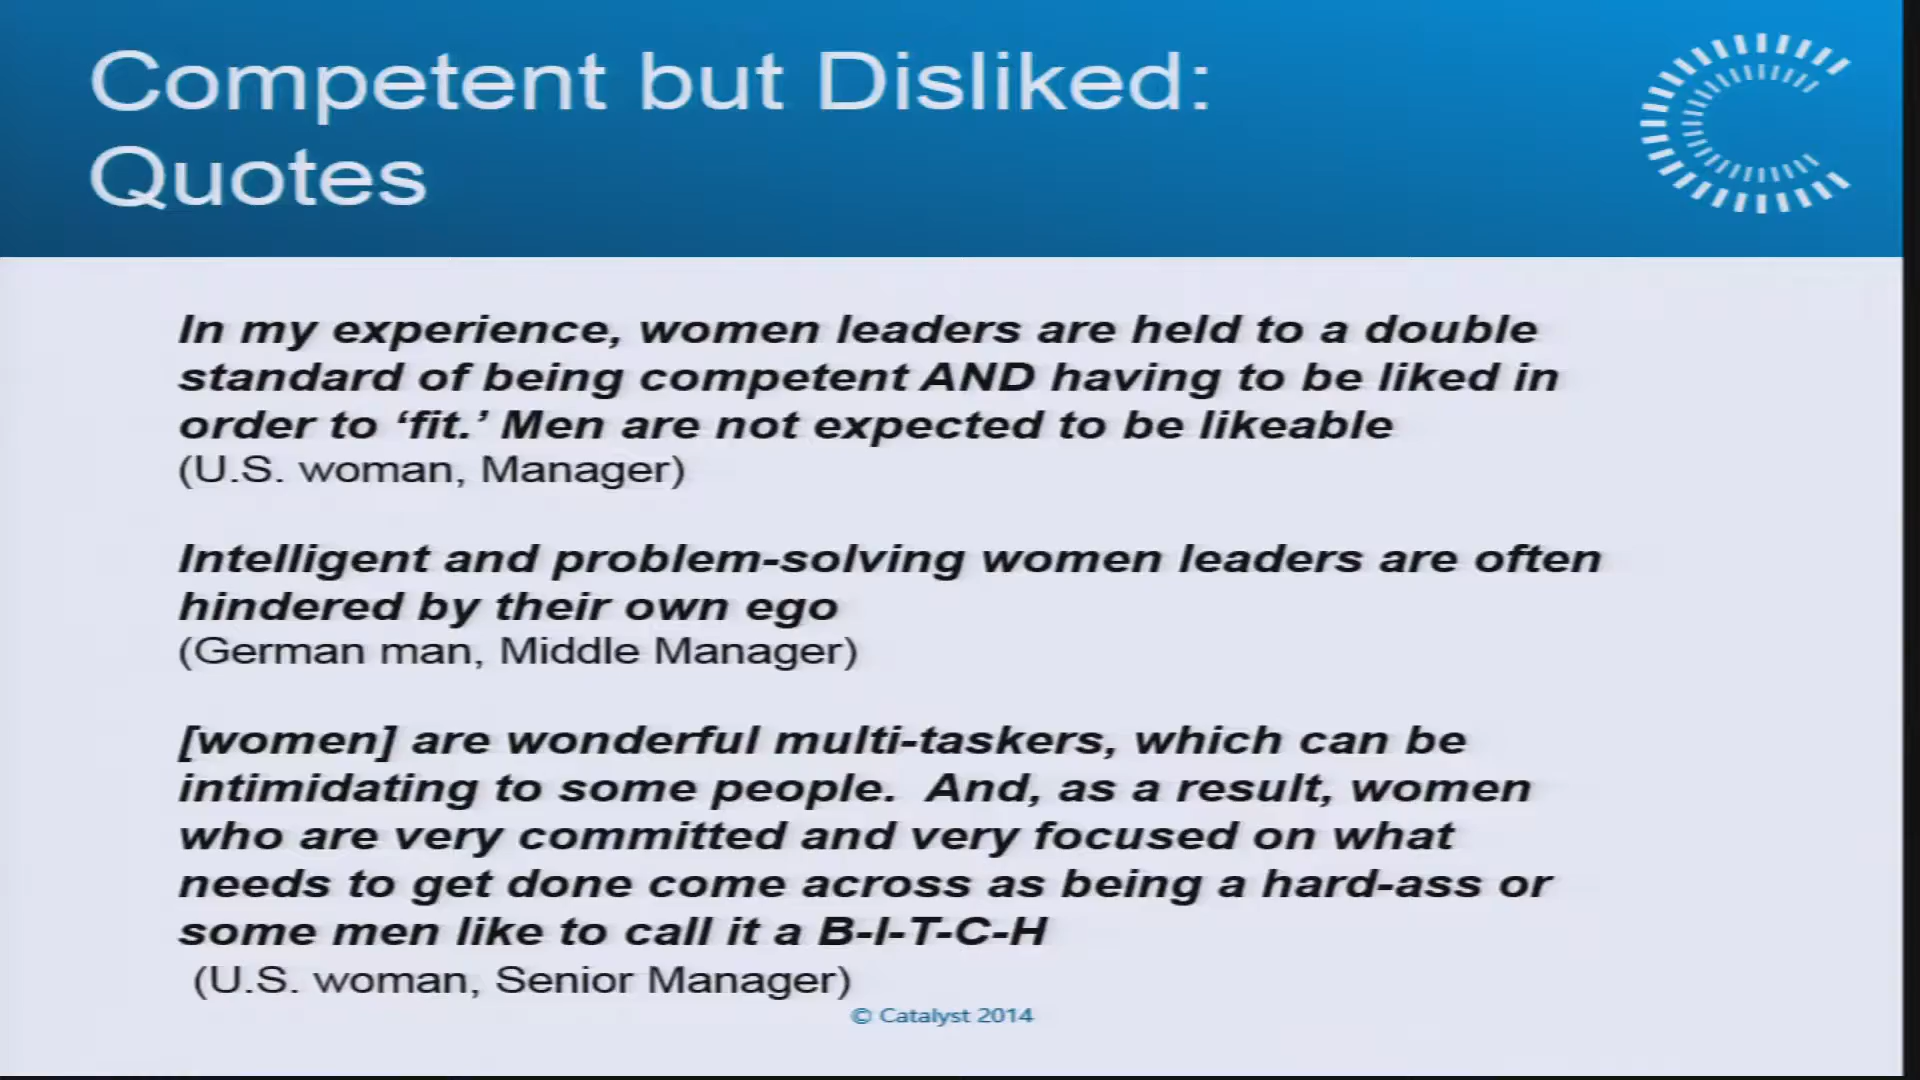 Competent but Disliked:
Quotes
In my experience, women leaders are held to a double
standard of being competent AND having to be liked in
order to ‘fit.’ Men are not expected to be likeable
(U.S. woman, Manager)
Intelligent and problem-solving women leaders are often
hindered by their own ego
(German man, Middle Manager)
[women] are wonderful multi-taskers, which can be
intimidating to some people.  And, as a result, women
who are very committed and very focused on what
needs to get done come across as being a hard-ass or
some men like to call it a B-I-T-C-H
(U.S. woman, Senior Manager)
© Catalyst 2014